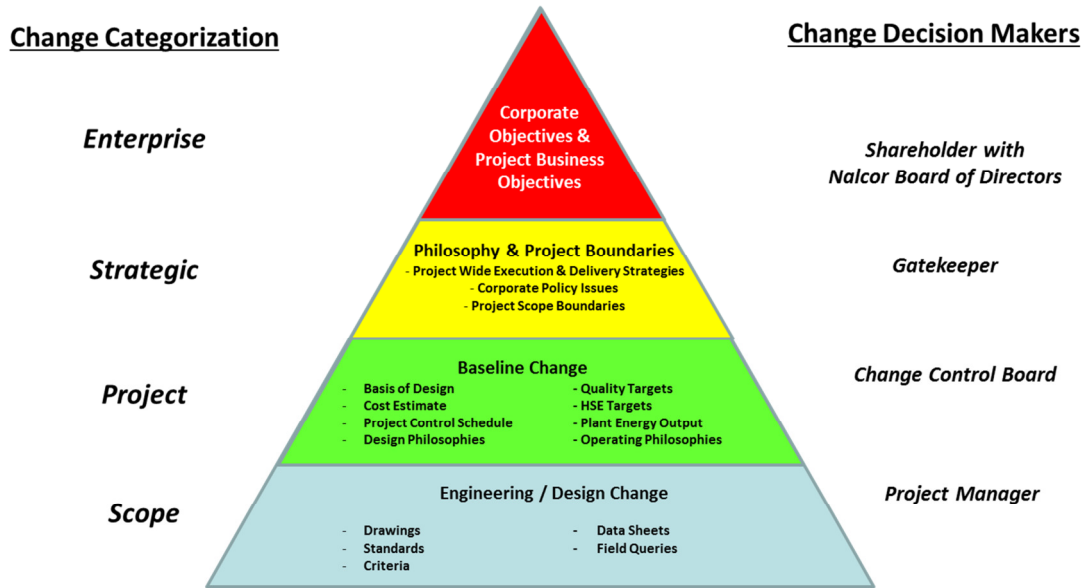 Change Categorization
Change Decision Makers
Enterprise
Corporate
Objectives &
Project Business
Objectives
Shareholder with
Nalcor Board of Directors
Strategic
Philosophy & Project Boundaries
- Project Wide Execution & Delivery Strategies
- Corporate Policy Issues
- Project Scope Boundaries
Gatekeeper
Project
Baseline Change
- Basis of Design
- Cost Estimate
- Project Control Schedule
- Design Philosophies
- Quality Targets
- HSE Targets
- Plant Energy Output
- Operating Philosophies
Change Control Board
Scope
Engineering / Design Change
- Drawings
- Standards
- Criteria
- Data Sheets
- Field Queries
Project Manager